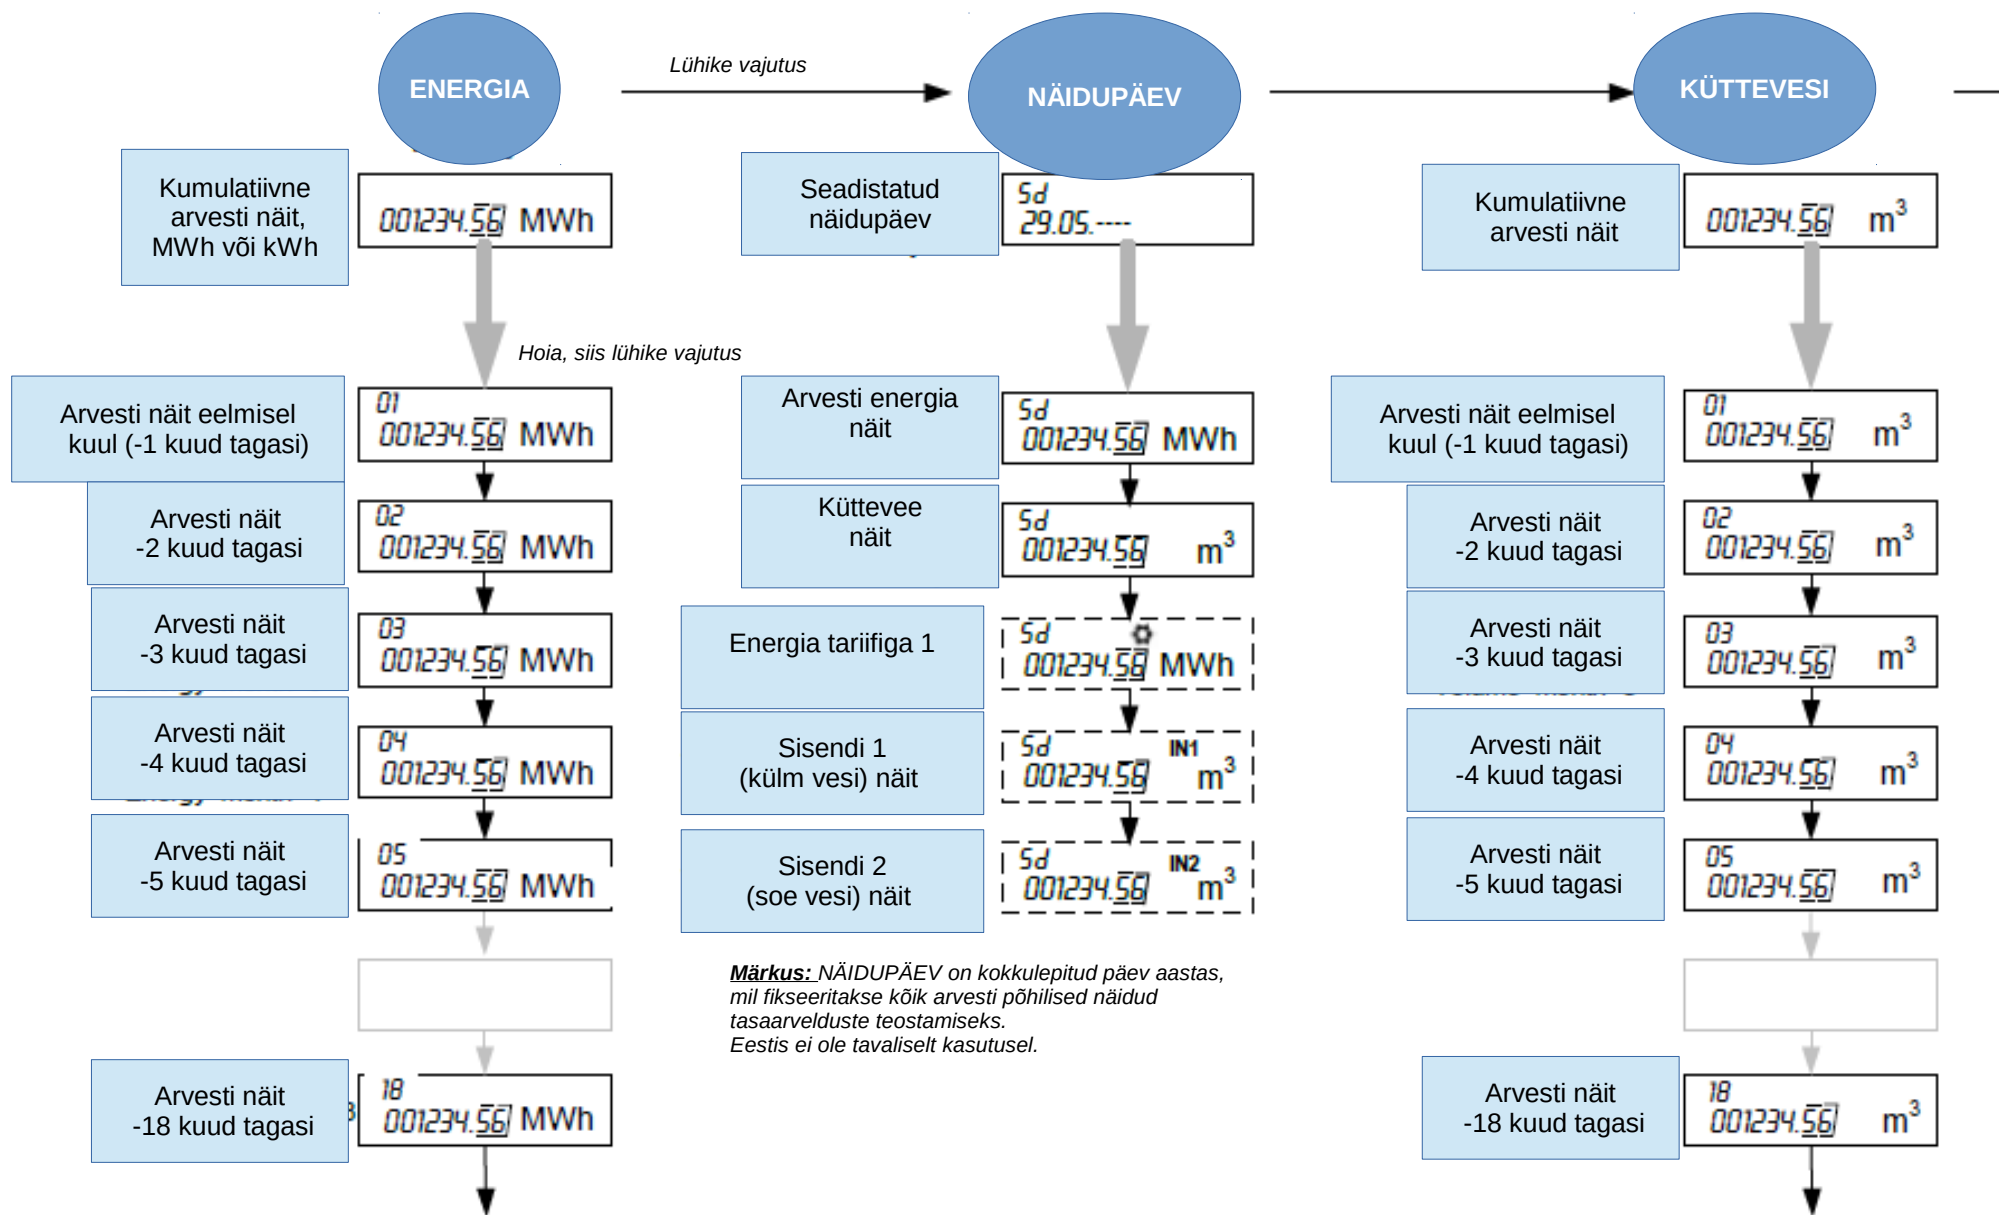 ENERGIA
Lühike vajutus
NÄIDUPÄEV
KÜTTEVESI
Kumulatiivne
arvesti näit,
MWh või kWh
001234.56 MWh
Hoia, siis lühike vajutus
Arvesti näit eelmisel
kuul (-1 kuud tagasi)
01
001234.56 MWh
Arvesti näit
-2 kuud tagasi
02
001234.56 MWh
Arvesti näit
-3 kuud tagasi
03
001234.56 MWh
Arvesti näit
-4 kuud tagasi
04
001234.56 MWh
Arvesti näit
-5 kuud tagasi
05
001234.56 MWh
Arvesti näit
-18 kuud tagasi
18
001234.56 MWh
Seadistatud
näidupäev
Sd
29.05.----
Arvesti energia
näit
Sd
001234.56 MWh
Küttevee
näit
Sd
001234.56 m³
Energia tariifiga 1
Sd
001234.56 MWh
Sisendi 1
(külm vesi) näit
Sd IN1
001234.56 m³
Sisendi 2
(soe vesi) näit
Sd IN2
001234.56 m³
Märkus: NÄIDUPÄEV on kokkulepitud päev aastas,
mil fikseeritakse kõik arvesti põhilised näidud
tasaarvelduste teostamiseks.
Eestis ei ole tavaliselt kasutusel.
Kumulatiivne
arvesti näit
001234.56 m³
Arvesti näit eelmisel
kuul (-1 kuud tagasi)
01
001234.56 m³
Arvesti näit
-2 kuud tagasi
02
001234.56 m³
Arvesti näit
-3 kuud tagasi
03
001234.56 m³
Arvesti näit
-4 kuud tagasi
04
001234.56 m³
Arvesti näit
-5 kuud tagasi
05
001234.56 m³
Arvesti näit
-18 kuud tagasi
18
001234.56 m³